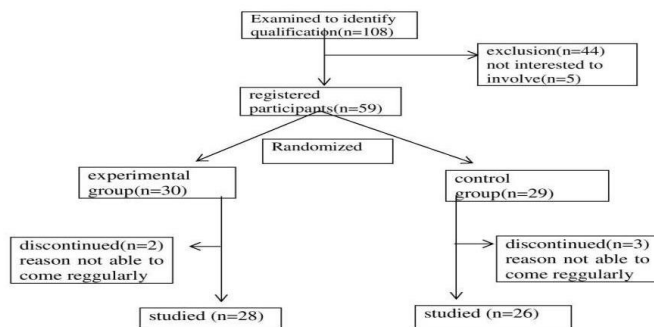 Examined to identify
qualification(n=108)
exclusion(n=44)
not interested to
involve(n=5)
registered
participants(n=59)
Randomized
experimental
group(n=30)
control
group(n=29)
discontinued(n=2)
reason not able to
come reggularly
discontinued(n=3)
reason not able to
come reggularly
studied (n=28)
studied (n=26)